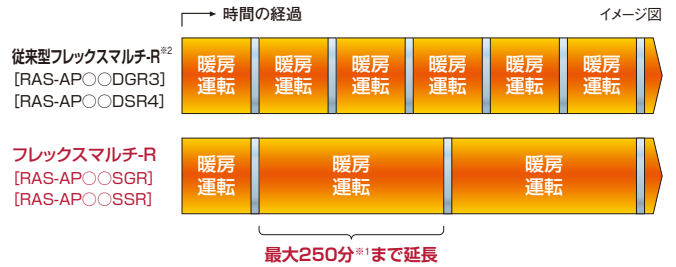 時間の経過
イメージ図
従来型フレックスマルチ-R※2
[RAS-AP○○DGR3]
[RAS-AP○○DSR4]
暖房 暖房 暖房 暖房 暖房 暖房
運転 運転 運転 運転 運転 運転
フレックスマルチ-R
[RAS-AP○○SGR]
[RAS-AP○○SSR]
暖房 暖房 暖房
運転 運転 運転
最大250分※1まで延長